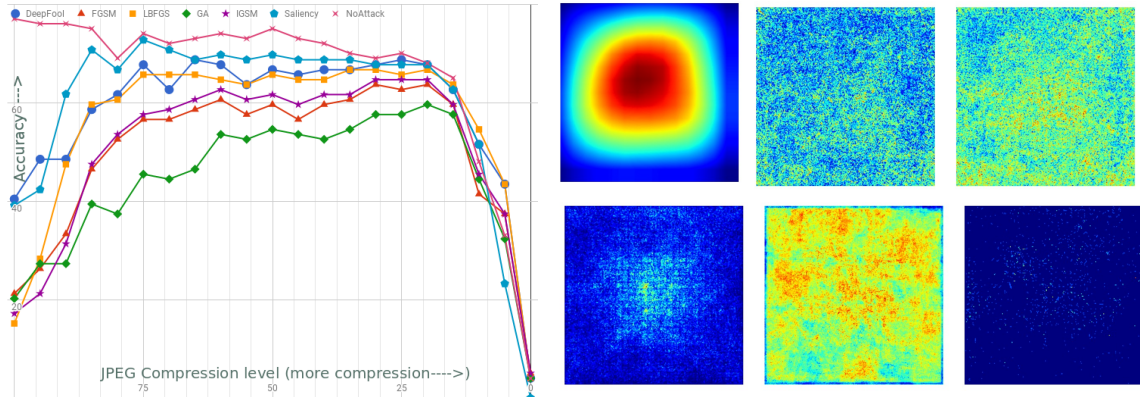 DeepFool FGSM LBFGS GA IGSM Saliency NoAttack
Accuracy---->
60
40
20
JPEG Compression level (more compression---->)
75 50 25 0